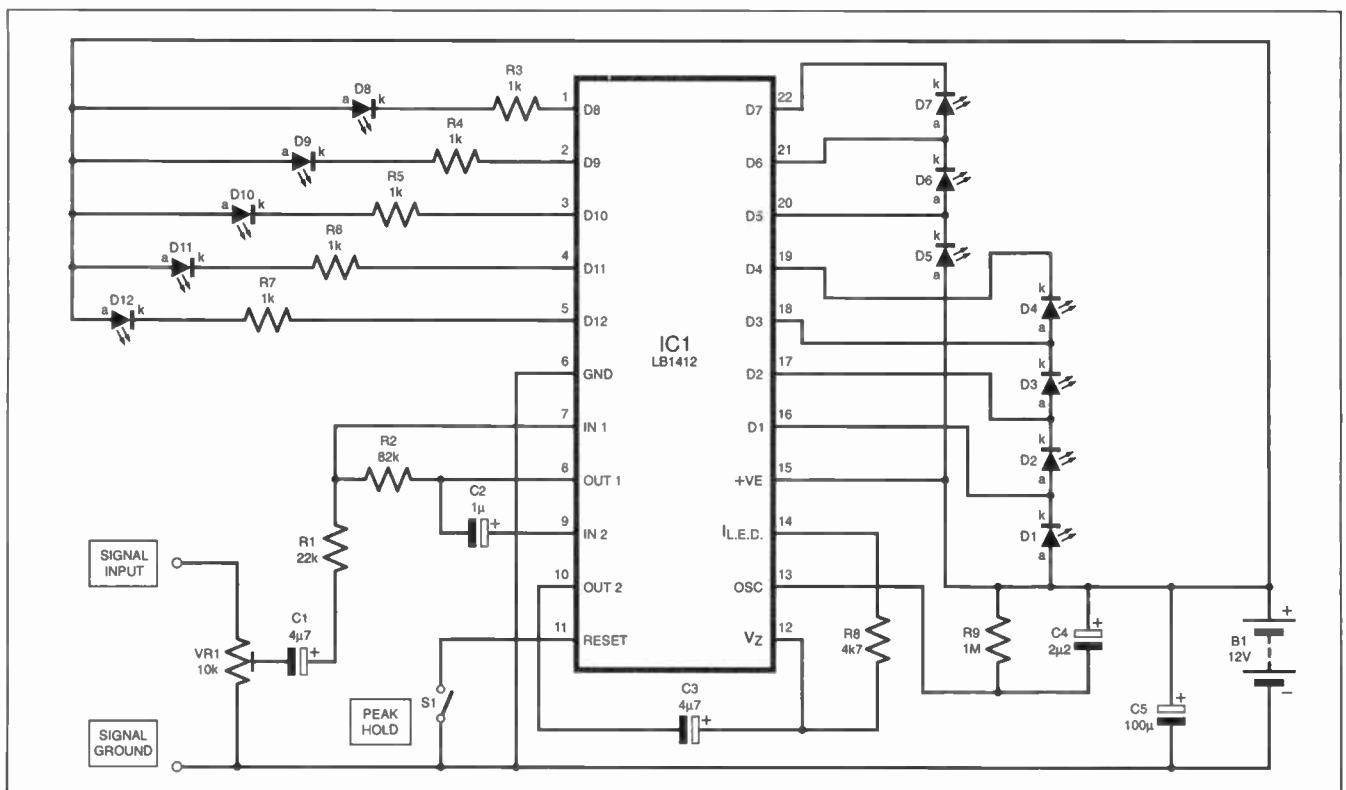 D8
a
k
R3
1k
1
D8
D9
a
k
R4
1k
2
D9
D10
a
k
R5
1k
3
D10
D11
a
k
R6
1k
4
D11
D12
a
k
R7
1k
5
D12
6
GND
7
IN 1
R2
82k
8
OUT 1
C2
1µ
+
9
IN 2
10
OUT 2
11
RESET
IC1
LB1412
22
D7
21
D6
20
D5
19
D4
18
D3
17
D2
16
D1
15
+VE
14
IL.E.D.
13
OSC
12
VZ
k
D7
a
k
D6
a
k
D5
a
k
D4
a
k
D3
a
k
D2
a
k
D1
a
SIGNAL
INPUT
R1
22k
C1
4µ7
+
VR1
10k
SIGNAL
GROUND
PEAK
HOLD
S1
C3
4µ7
+
R8
4k7
R9
1M
C4
2µ2
+
C5
100µ
+
B1
12V
+
−